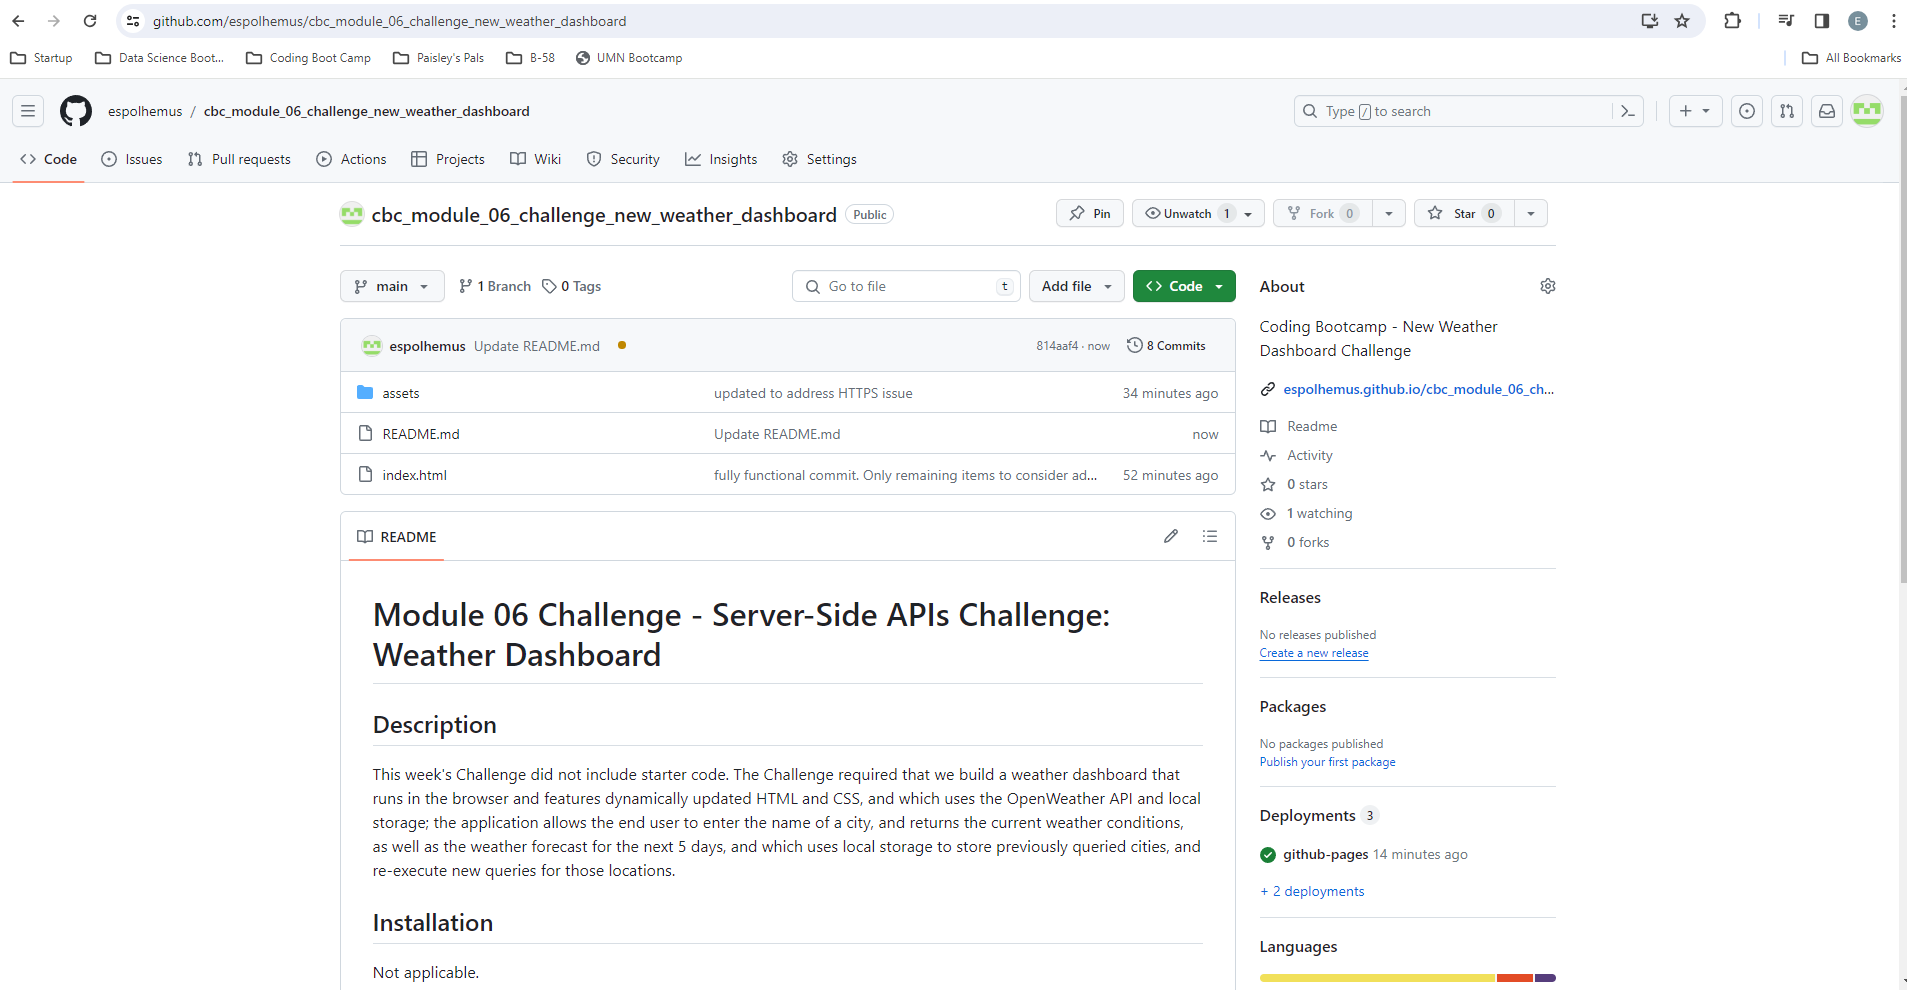 github.com/espolhemus/cbc_module_06_challenge_new_weather_dashboard
E
Startup Data Science Boot... Coding Boot Camp Paisley's Pals B-58 UMN Bootcamp All Bookmarks
espolhemus / cbc_module_06_challenge_new_weather_dashboard Type / to search
Code Issues Pull requests Actions Projects Wiki Security Insights Settings
cbc_module_06_challenge_new_weather_dashboard Public Pin Unwatch 1 Fork 0 Star 0
main 1 Branch 0 Tags Go to file t Add file Code
espolhemus Update README.md 814aaf4 · now 8 Commits
assets updated to address HTTPS issue 34 minutes ago
README.md Update README.md now
index.html fully functional commit. Only remaining items to consider ad... 52 minutes ago
README
Module 06 Challenge - Server-Side APIs Challenge:
Weather Dashboard
Description
This week's Challenge did not include starter code. The Challenge required that we build a weather dashboard that
runs in the browser and features dynamically updated HTML and CSS, and which uses the OpenWeather API and local
storage; the application allows the end user to enter the name of a city, and returns the current weather conditions,
as well as the weather forecast for the next 5 days, and which uses local storage to store previously queried cities, and
re-execute new queries for those locations.
Installation
Not applicable.
About
Coding Bootcamp - New Weather
Dashboard Challenge
espolhemus.github.io/cbc_module_06_ch...
Readme
Activity
0 stars
1 watching
0 forks
Releases
No releases published
Create a new release
Packages
No packages published
Publish your first package
Deployments 3
github-pages 14 minutes ago
+ 2 deployments
Languages